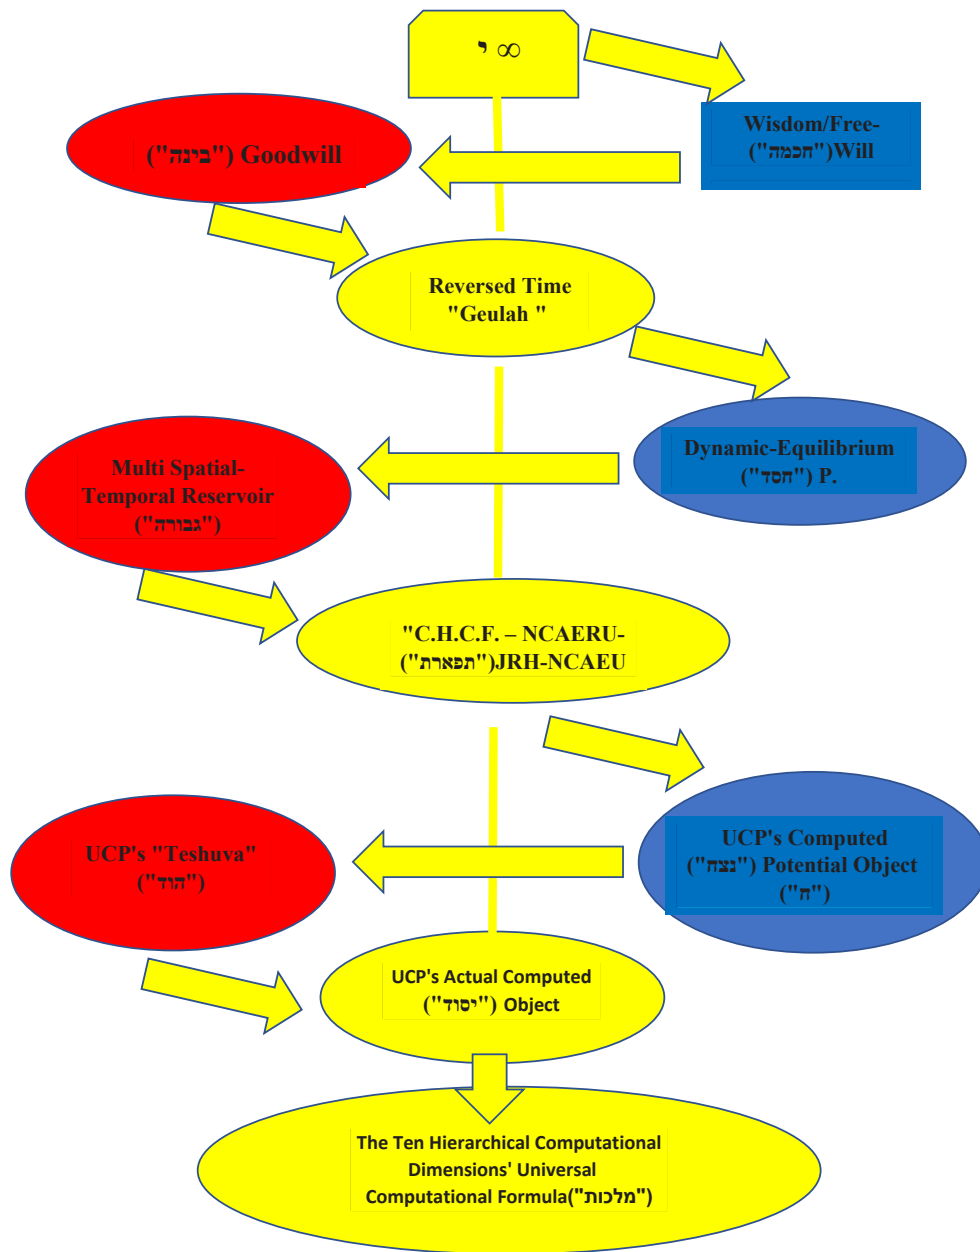 י ∞
Wisdom/Free-
("חכמה")Will
("בינה") Goodwill
Reversed Time
"Geulah "
Dynamic-Equilibrium
("חסד") P.
Multi Spatial-
Temporal Reservoir
("גבורה")
"C.H.C.F. – NCAERU-
("תפארת")JRH-NCAEU
UCP's Computed
("נצח") Potential Object
("ח")
UCP's "Teshuva"
("הוד")
UCP's Actual Computed
("יסוד") Object
The Ten Hierarchical Computational
Dimensions' Universal
Computational Formula("מלכות")